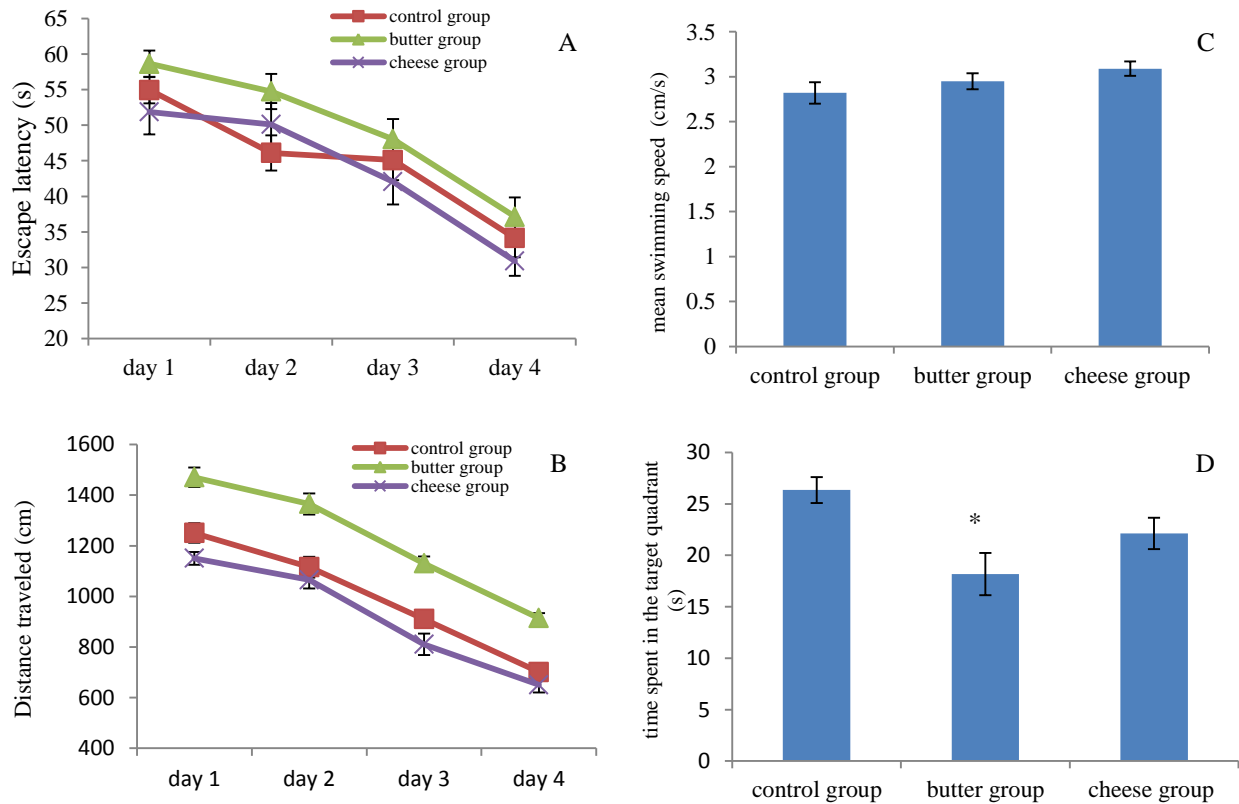 65
60
55
50
45
40
35
30
25
20
Escape latency (s)
control group
butter group
cheese group
A
day 1
day 2
day 3
day 4
3.5
3
2.5
2
1.5
1
0.5
0
mean swimming speed (cm/s)
C
control group
butter group
cheese group
1600
1400
1200
1000
800
600
400
Distance traveled (cm)
control group
butter group
cheese group
B
day 1
day 2
day 3
day 4
30
25
20
15
10
5
0
time spent in the target quadrant
(s)
D
*
control group
butter group
cheese group